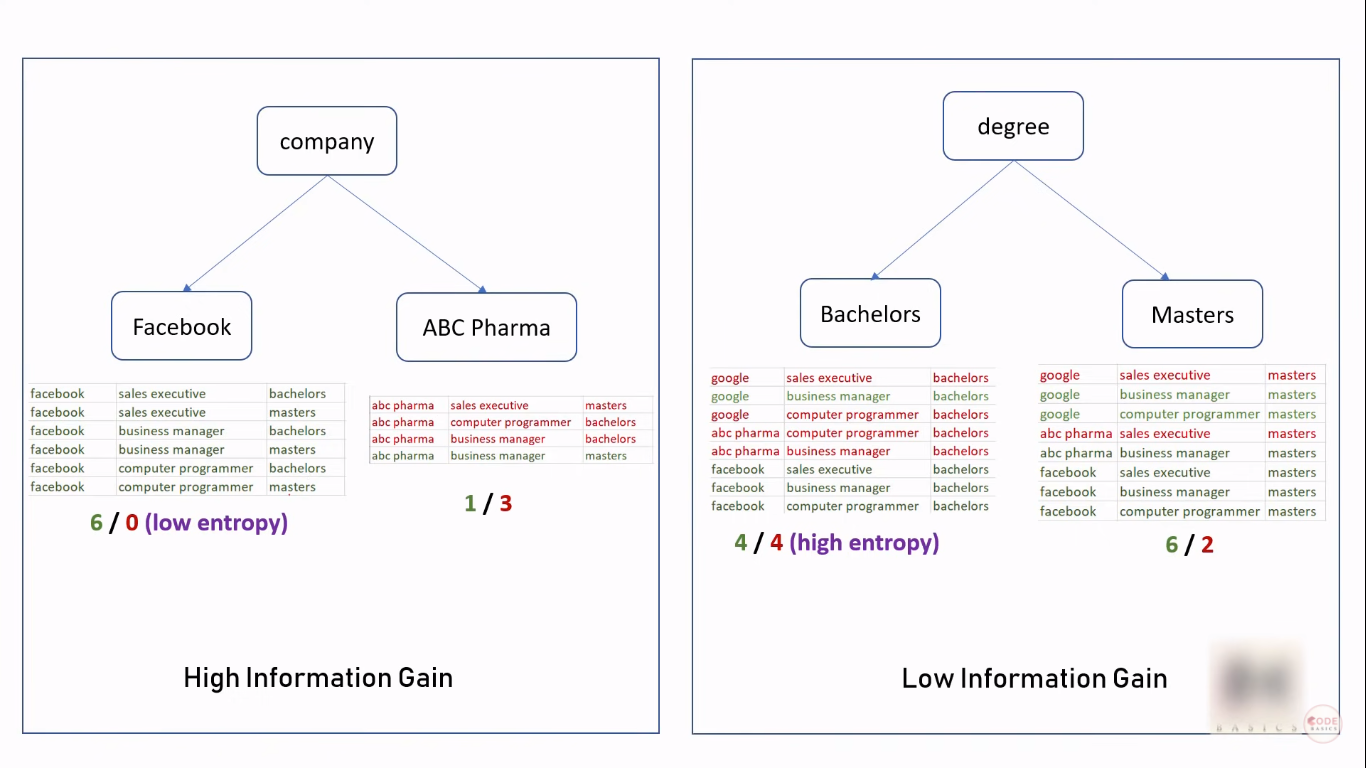 company
Facebook
ABC Pharma
facebook sales executive bachelors
facebook sales executive masters
facebook business manager bachelors
facebook business manager masters
facebook computer programmer bachelors
facebook computer programmer masters
6 / 0 (low entropy)
abc pharma sales executive masters
abc pharma computer programmer bachelors
abc pharma business manager bachelors
abc pharma business manager masters
1 / 3
High Information Gain
degree
Bachelors
Masters
google sales executive bachelors
google business manager bachelors
google computer programmer bachelors
abc pharma computer programmer bachelors
abc pharma business manager bachelors
facebook sales executive bachelors
facebook business manager bachelors
facebook computer programmer bachelors
4 / 4 (high entropy)
google sales executive masters
google business manager masters
google computer programmer masters
abc pharma sales executive masters
abc pharma business manager masters
facebook sales executive masters
facebook business manager masters
facebook computer programmer masters
6 / 2
Low Information Gain
BASICS
CODE
BASICS